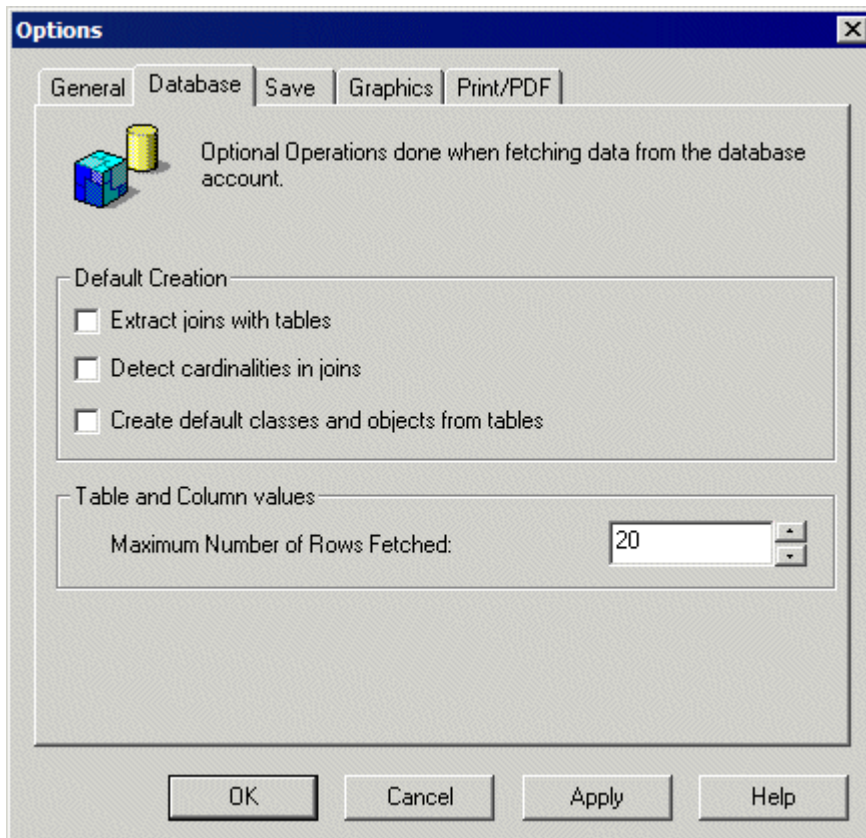 Options
General Database Save Graphics Print/PDF
Optional Operations done when fetching data from the database
account.
Default Creation
Extract joins with tables
Detect cardinalities in joins
Create default classes and objects from tables
Table and Column values
Maximum Number of Rows Fetched: 20
OK Cancel Apply Help